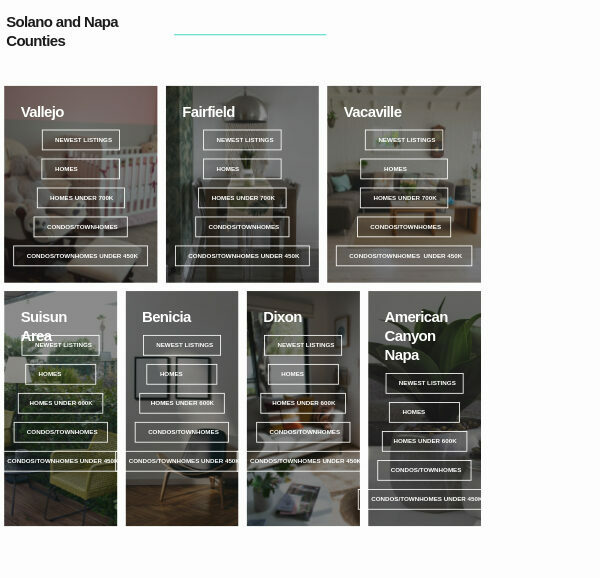 Solano and Napa
Counties
Vallejo
NEWEST LISTINGS
HOMES
HOMES UNDER 700K
CONDOS/TOWNHOMES
CONDOS/TOWNHOMES UNDER 450K
Fairfield
NEWEST LISTINGS
HOMES
HOMES UNDER 700K
CONDOS/TOWNHOMES
CONDOS/TOWNHOMES UNDER 450K
Vacaville
NEWEST LISTINGS
HOMES
HOMES UNDER 700K
CONDOS/TOWNHOMES
CONDOS/TOWNHOMES UNDER 450K
Suisun
Area
NEWEST LISTINGS
HOMES
HOMES UNDER 600K
CONDOS/TOWNHOMES
CONDOS/TOWNHOMES UNDER 450K
Benicia
NEWEST LISTINGS
HOMES
HOMES UNDER 600K
CONDOS/TOWNHOMES
CONDOS/TOWNHOMES UNDER 450K
Dixon
NEWEST LISTINGS
HOMES
HOMES UNDER 600K
CONDOS/TOWNHOMES
CONDOS/TOWNHOMES UNDER 450K
American
Canyon
Napa
NEWEST LISTINGS
HOMES
HOMES UNDER 600K
CONDOS/TOWNHOMES
CONDOS/TOWNHOMES UNDER 450K